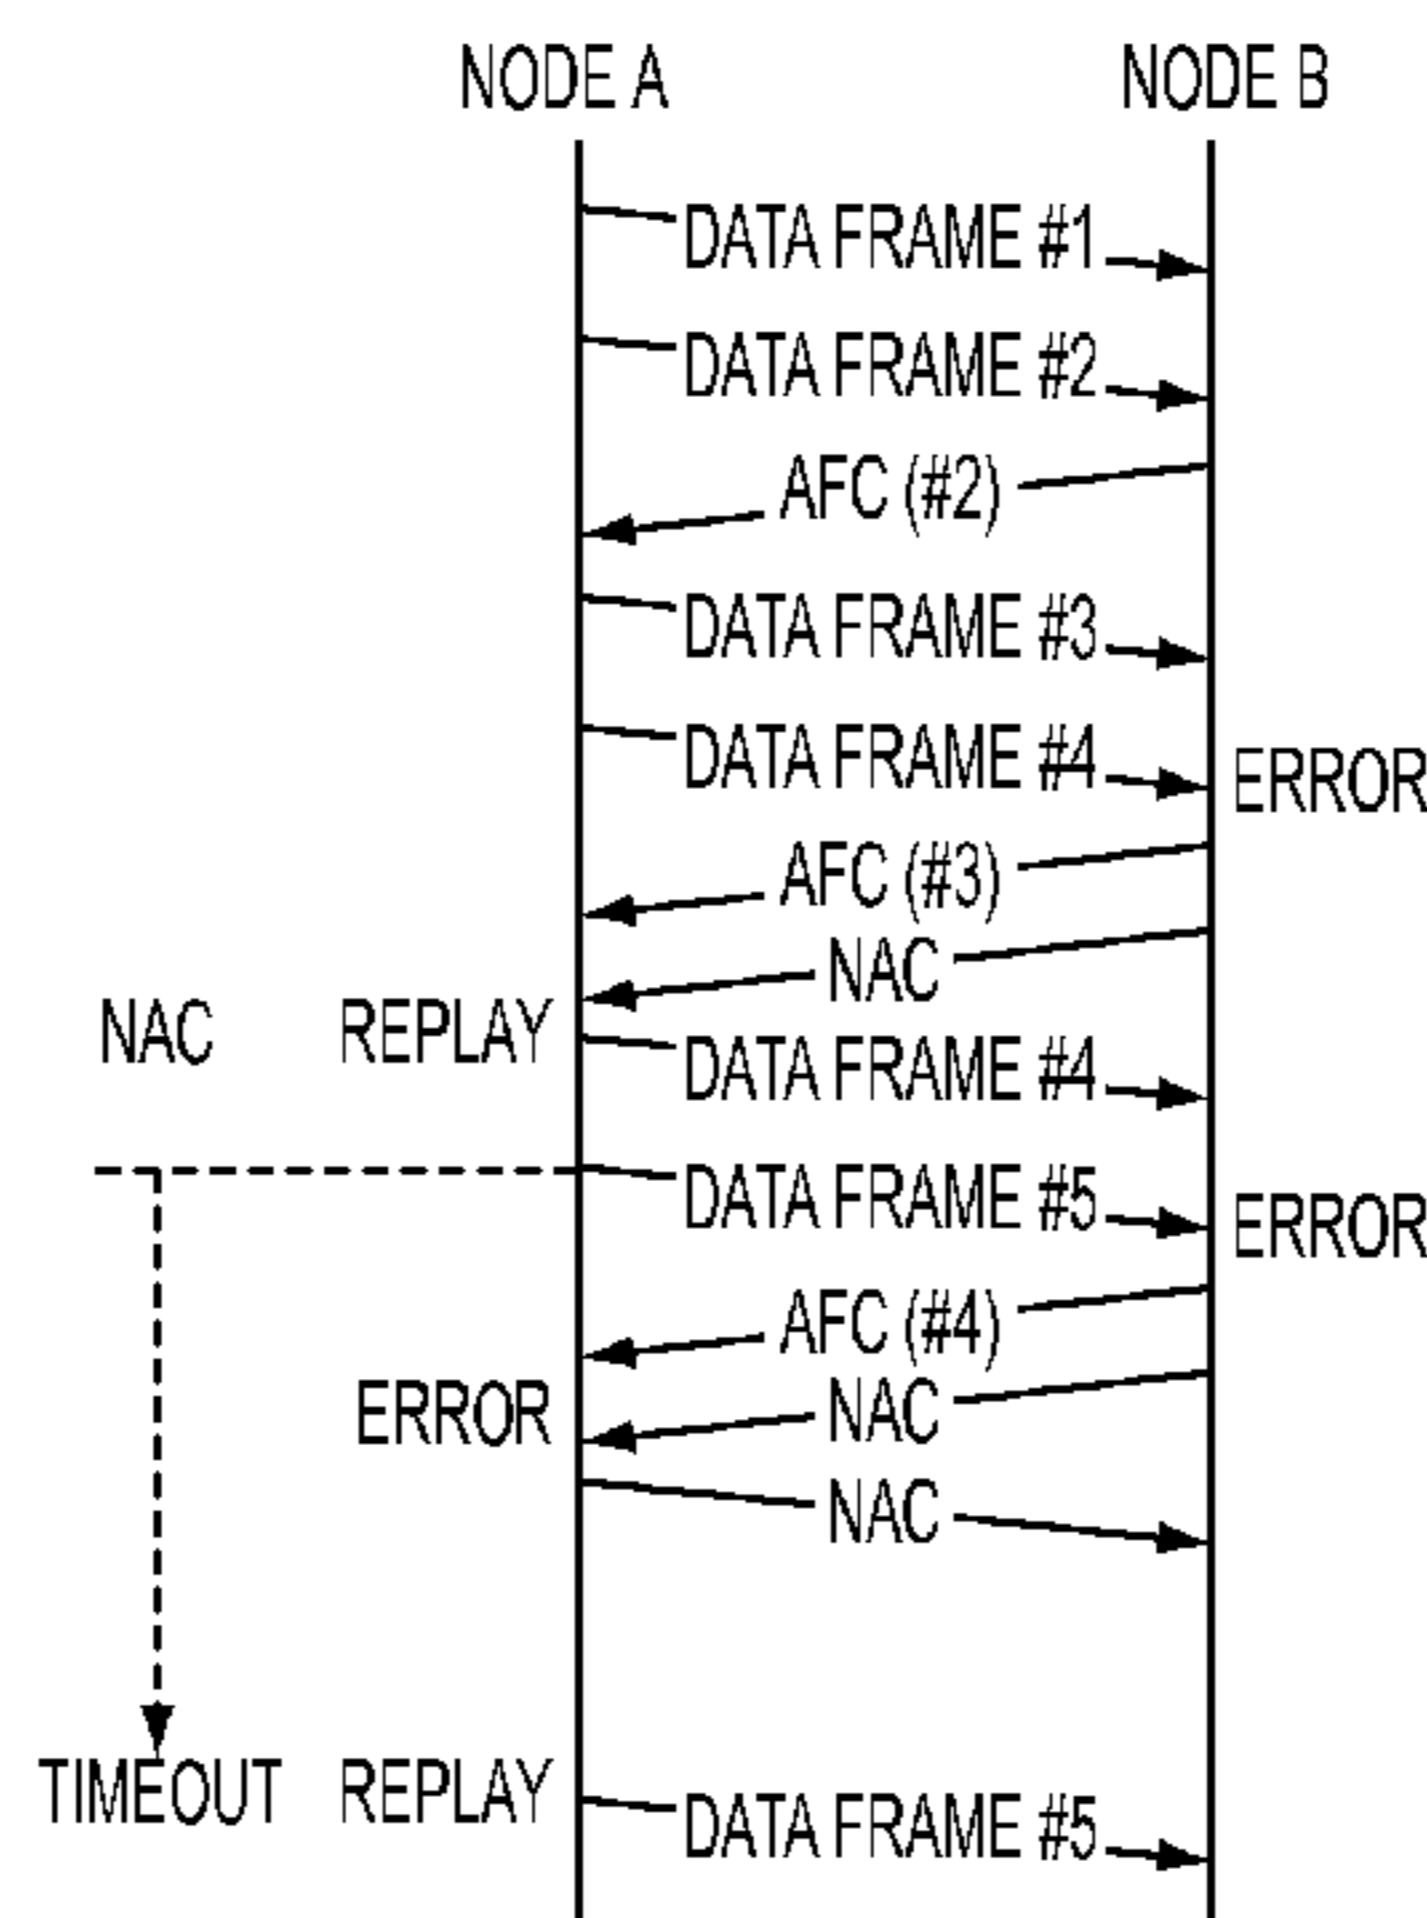 NODE A NODE B
DATA FRAME #1
DATA FRAME #2
AFC (#2)
DATA FRAME #3
DATA FRAME #4 ERROR
AFC (#3)
NAC
NAC REPLAY
DATA FRAME #4
DATA FRAME #5 ERROR
AFC (#4)
ERROR NAC
NAC
TIMEOUT REPLAY
DATA FRAME #5